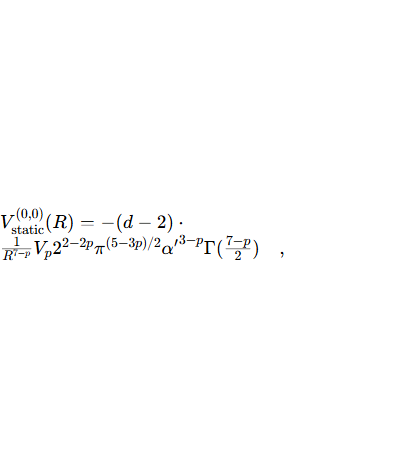 $V_{\text{static}}^{(0,0)}(R) = -(d-2) \cdot$
$\frac{1}{R^{7-p}} V_p 2^{2-2p} \pi^{(5-3p)/2} \alpha'^{3-p} \Gamma(\frac{7-p}{2}) \quad ,$